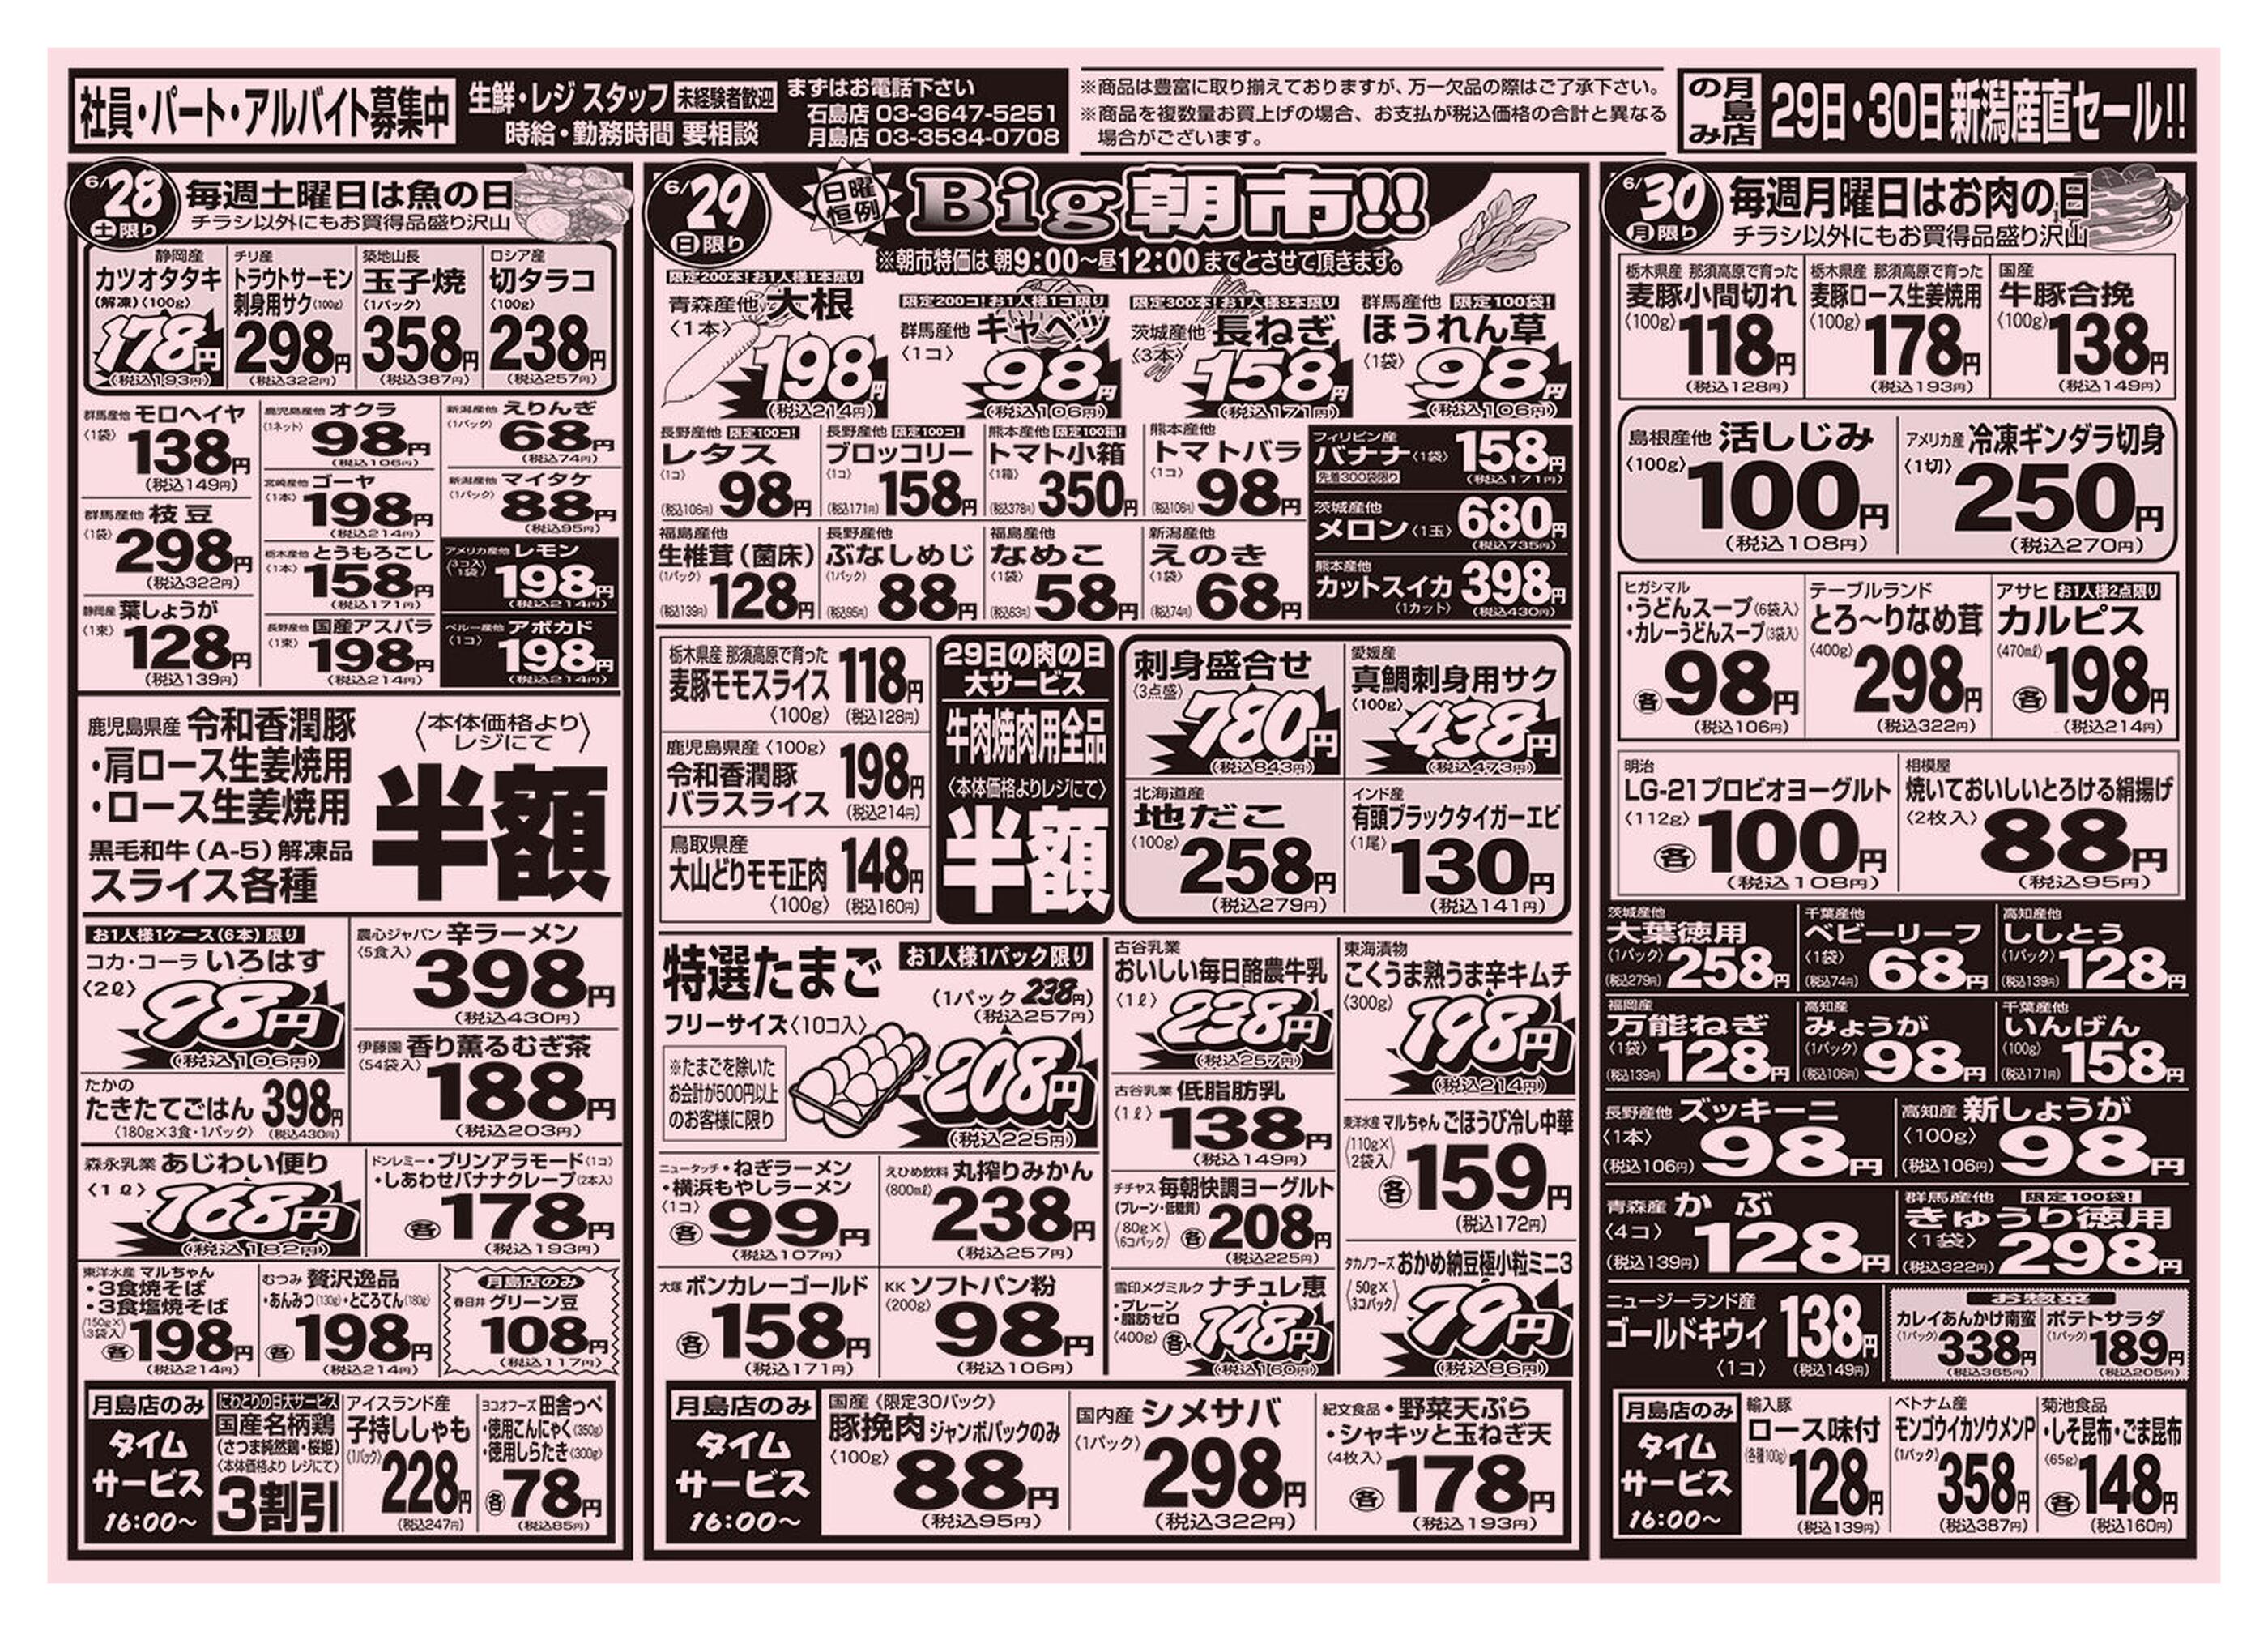 社員・パート・アルバイト募集中
生鮮・レジ スタッフ 未経験者歓迎
時給・勤務時間 要相談
まずはお電話下さい
石島店 03-3647-5251
月島店 03-3534-0708
※商品は豊富に取り揃えておりますが、万一欠品の際はご了承下さい。
※商品を複数量お買上げの場合、お支払が税込価格の合計と異なる
場合がございます。
月島店のみ
29日・30日 新潟産直セール!!
6/28 土限り
毎週土曜日は魚の日
チラシ以外にもお買得品盛り沢山
静岡産
カツオタタキ
(解凍)〈100g〉
178円
(税込193円)
チリ産
トラウトサーモン
刺身用サク〈100g〉
298円
(税込322円)
築地山長
玉子焼
〈1パック〉
358円
(税込387円)
ロシア産
切タラコ
〈100g〉
238円
(税込257円)
群馬産他 モロヘイヤ
〈1袋〉
138円
(税込149円)
群馬産他 枝豆
〈1袋〉
298円
(税込322円)
静岡産 葉しょうが
〈1束〉
128円
(税込139円)
鹿児島産他 オクラ
〈1ネット〉
98円
(税込106円)
宮崎産他 ゴーヤ
〈1本〉
198円
(税込214円)
栃木産他 とうもろこし
〈1本〉
158円
(税込171円)
長野産他 国産アスパラ
〈1束〉
198円
(税込214円)
新潟産他 えりんぎ
〈1パック〉
68円
(税込74円)
新潟産他 マイタケ
〈1パック〉
88円
(税込95円)
アメリカ産他 レモン
〈3コ入 1袋〉
198円
(税込214円)
ペルー産他 アボカド
〈1コ〉
198円
(税込214円)
鹿児島県産 令和香潤豚
・肩ロース生姜焼用
・ロース生姜焼用
黒毛和牛(A-5)解凍品
スライス各種
〈本体価格より レジにて〉
半額
お1人様1ケース(6本)限り
コカ・コーラ いろはす
〈2ℓ〉
98円
(税込106円)
たかの
たきたてごはん
〈180g×3食・1パック〉
398円
(税込430円)
農心ジャパン 辛ラーメン
〈5食入〉
398円
(税込430円)
伊藤園 香り薫るむぎ茶
〈54袋入〉
188円
(税込203円)
森永乳業 あじわい便り
〈1ℓ〉
168円
(税込182円)
ドンレミー・プリンアラモード〈1コ〉
・しあわせバナナクレープ〈2本入〉
各178円
(税込193円)
東洋水産 マルちゃん
・3食焼そば
・3食塩焼そば
〈150g×3袋入〉
各198円
(税込214円)
むつみ 贅沢逸品
・あんみつ〈130g〉・ところてん〈180g〉
各198円
(税込214円)
月島店のみ
春日井 グリーン豆
108円
(税込117円)
月島店のみ
タイム
サービス
16:00〜
にわとりの日大サービス
国産名柄鶏
(さつま純然鶏・桜姫)
〈本体価格より レジにて〉
3割引
アイスランド産
子持ししゃも
〈1パック〉
228円
(税込247円)
ヨコオフーズ 田舎っぺ
・徳用こんにゃく〈350g〉
・徳用しらたき〈300g〉
各78円
(税込85円)
6/29 日限り
日曜恒例
Big朝市!!
※朝市特価は 朝9:00〜昼12:00 までとさせて頂きます。
限定200本!お1人様1本限り
青森産他 大根
〈1本〉
198円
(税込214円)
限定200コ!お1人様1コ限り
群馬産他 キャベツ
〈1コ〉
98円
(税込106円)
限定300本!お1人様3本限り
茨城産他 長ねぎ
〈3本〉
158円
(税込171円)
群馬産他 限定100袋!
ほうれん草
〈1袋〉
98円
(税込106円)
長野産他 限定100コ!
レタス
〈1コ〉
98円
(税込106円)
長野産他 限定100コ!
ブロッコリー
〈1コ〉
158円
(税込171円)
熊本産他 限定100箱!
トマト小箱
〈1箱〉
350円
(税込378円)
熊本産他
トマトバラ
〈1コ〉
98円
(税込106円)
福島産他
生椎茸(菌床)
〈1パック〉
128円
(税込139円)
長野産他
ぶなしめじ
〈1パック〉
88円
(税込95円)
福島産他
なめこ
〈1袋〉
58円
(税込63円)
新潟産他
えのき
〈1袋〉
68円
(税込74円)
フィリピン産
バナナ〈1袋〉
先着300袋限り
158円
(税込171円)
茨城産他
メロン〈1玉〉
680円
(税込735円)
熊本産他
カットスイカ
〈1カット〉
398円
(税込430円)
栃木県産 那須高原で育った
麦豚モモスライス
〈100g〉
118円
(税込128円)
鹿児島県産〈100g〉
令和香潤豚
バラスライス
198円
(税込214円)
鳥取県産
大山どりモモ正肉
〈100g〉
148円
(税込160円)
29日の肉の日
大サービス
牛肉焼肉用全品
〈本体価格よりレジにて〉
半額
刺身盛合せ
〈3点盛〉
780円
(税込843円)
愛媛産
真鯛刺身用サク
〈100g〉
438円
(税込473円)
北海道産
地だこ
〈100g〉
258円
(税込279円)
インド産
有頭ブラックタイガーエビ
〈1尾〉
130円
(税込141円)
特選たまご
お1人様1パック限り
フリーサイズ〈10コ入〉
(1パック 238円)
(税込257円)
※たまごを除いた
お会計が500円以上
のお客様に限り
208円
(税込225円)
ニュータッチ・ねぎラーメン
・横浜もやしラーメン
〈1コ〉
各99円
(税込107円)
えひめ飲料 丸搾りみかん
〈800mℓ〉
238円
(税込257円)
大塚 ボンカレーゴールド
各158円
(税込171円)
KK ソフトパン粉
〈200g〉
98円
(税込106円)
古谷乳業
おいしい毎日酪農牛乳
〈1ℓ〉
238円
(税込257円)
古谷乳業 低脂肪乳
〈1ℓ〉
138円
(税込149円)
チチヤス 毎朝快調ヨーグルト
(プレーン・低糖質)
〈80g×6コパック〉
各208円
(税込225円)
雪印メグミルク ナチュレ恵
・プレーン
・脂肪ゼロ
〈400g〉
各148円
(税込160円)
東海漬物
こくうま熟うま辛キムチ
〈300g〉
198円
(税込214円)
東洋水産 マルちゃん ごほうび冷し中華
〈110g×2袋入〉
各159円
(税込172円)
タカノフーズ おかめ納豆極小粒ミニ3
〈50g×3コパック〉
79円
(税込86円)
月島店のみ
タイム
サービス
16:00〜
国産《限定30パック》
豚挽肉 ジャンボパックのみ
〈100g〉
88円
(税込95円)
国内産 シメサバ
〈1パック〉
298円
(税込322円)
紀文食品・野菜天ぷら
・シャキッと玉ねぎ天
〈4枚入〉
各178円
(税込193円)
6/30 月限り
毎週月曜日はお肉の日
チラシ以外にもお買得品盛り沢山
栃木県産 那須高原で育った
麦豚小間切れ
〈100g〉
118円
(税込128円)
栃木県産 那須高原で育った
麦豚ロース生姜焼用
〈100g〉
178円
(税込193円)
国産
牛豚合挽
〈100g〉
138円
(税込149円)
島根産他 活しじみ
〈100g〉
100円
(税込108円)
アメリカ産 冷凍ギンダラ切身
〈1切〉
250円
(税込270円)
ヒガシマル
・うどんスープ〈6袋入〉
・カレーうどんスープ〈3袋入〉
各98円
(税込106円)
テーブルランド
とろ〜りなめ茸
〈400g〉
298円
(税込322円)
アサヒ お1人様2点限り
カルピス
〈470mℓ〉
各198円
(税込214円)
明治
LG-21プロビオヨーグルト
〈112g〉
各100円
(税込108円)
相模屋
焼いておいしいとろける絹揚げ
〈2枚入〉
88円
(税込95円)
茨城産他
大葉徳用
〈1パック〉
258円
(税込279円)
千葉産他
ベビーリーフ
〈1袋〉
68円
(税込74円)
高知産他
ししとう
〈1パック〉
128円
(税込139円)
福岡産
万能ねぎ
〈1袋〉
128円
(税込139円)
高知産
みょうが
〈1パック〉
98円
(税込106円)
千葉産他
いんげん
〈100g〉
158円
(税込171円)
長野産他 ズッキーニ
〈1本〉
98円
(税込106円)
高知産 新しょうが
〈100g〉
98円
(税込106円)
青森産 かぶ
〈4コ〉
128円
(税込139円)
群馬産他 限定100袋!
きゅうり徳用
〈1袋〉
298円
(税込322円)
ニュージーランド産
ゴールドキウイ
〈1コ〉
138円
(税込149円)
お惣菜
カレイあんかけ南蛮
〈1パック〉
338円
(税込365円)
ポテトサラダ
〈1パック〉
189円
(税込205円)
月島店のみ
タイム
サービス
16:00〜
輸入豚
ロース味付
〈各種100g〉
128円
(税込139円)
ベトナム産
モンゴウイカソウメンP
〈1パック〉
358円
(税込387円)
菊池食品
・しそ昆布・ごま昆布
〈65g〉
各148円
(税込160円)